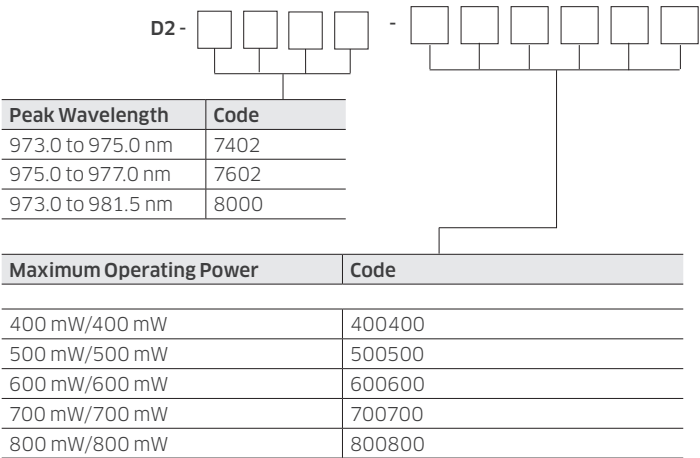 D2 - -
Peak Wavelength Code
973.0 to 975.0 nm 7402
975.0 to 977.0 nm 7602
973.0 to 981.5 nm 8000
Maximum Operating Power Code
400 mW/400 mW 400400
500 mW/500 mW 500500
600 mW/600 mW 600600
700 mW/700 mW 700700
800 mW/800 mW 800800